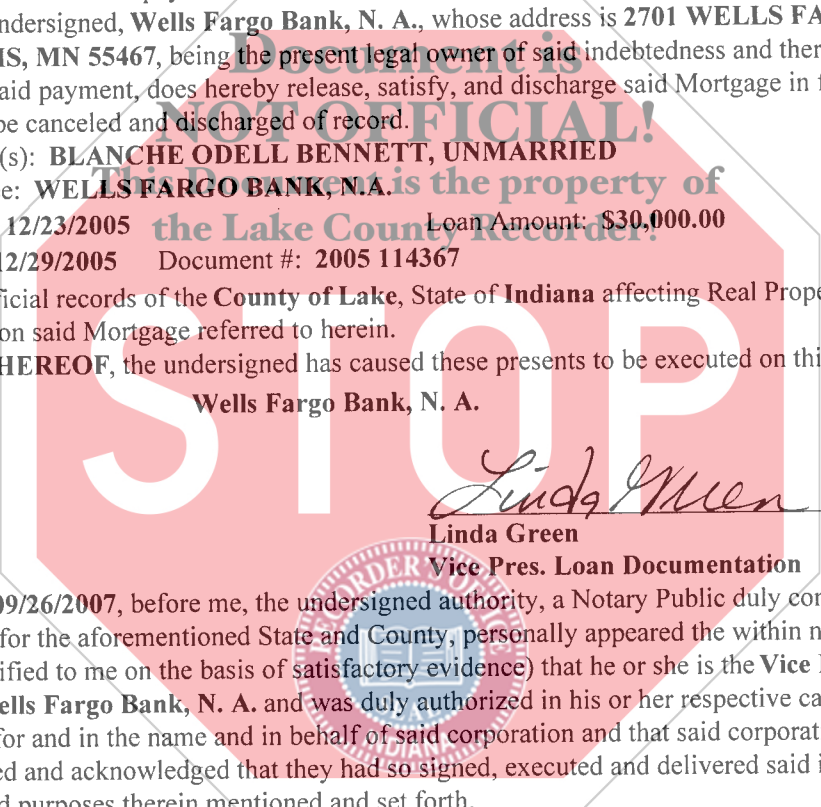 ndersigned, Wells Fargo Bank, N. A., whose address is 2701 WELLS FA
IS, MN 55467, being the present legal owner of said indebtedness and ther
aid payment, does hereby release, satisfy, and discharge said Mortgage in f
be canceled and discharged of record.
(s): BLANCHE ODELL BENNETT, UNMARRIED
e: WELLS FARGO BANK, N.A.
12/23/2005 Loan Amount: $30,000.00
12/29/2005 Document #: 2005 114367
ficial records of the County of Lake, State of Indiana affecting Real Prope
on said Mortgage referred to herein.
HEREOF, the undersigned has caused these presents to be executed on thi
Wells Fargo Bank, N. A.
Linda Green
Linda Green
Vice Pres. Loan Documentation
09/26/2007, before me, the undersigned authority, a Notary Public duly con
for the aforementioned State and County, personally appeared the within n
ified to me on the basis of satisfactory evidence) that he or she is the Vice
ells Fargo Bank, N. A. and was duly authorized in his or her respective ca
for and in the name and in behalf of said corporation and that said corporat
ed and acknowledged that they had so signed, executed and delivered said i
d purposes therein mentioned and set forth.
Document is
NOT OFFICIAL!
This Document is the property of
the Lake County Recorder!
STOP
RECORDER'S OFFICE
SEAL
INDIANA